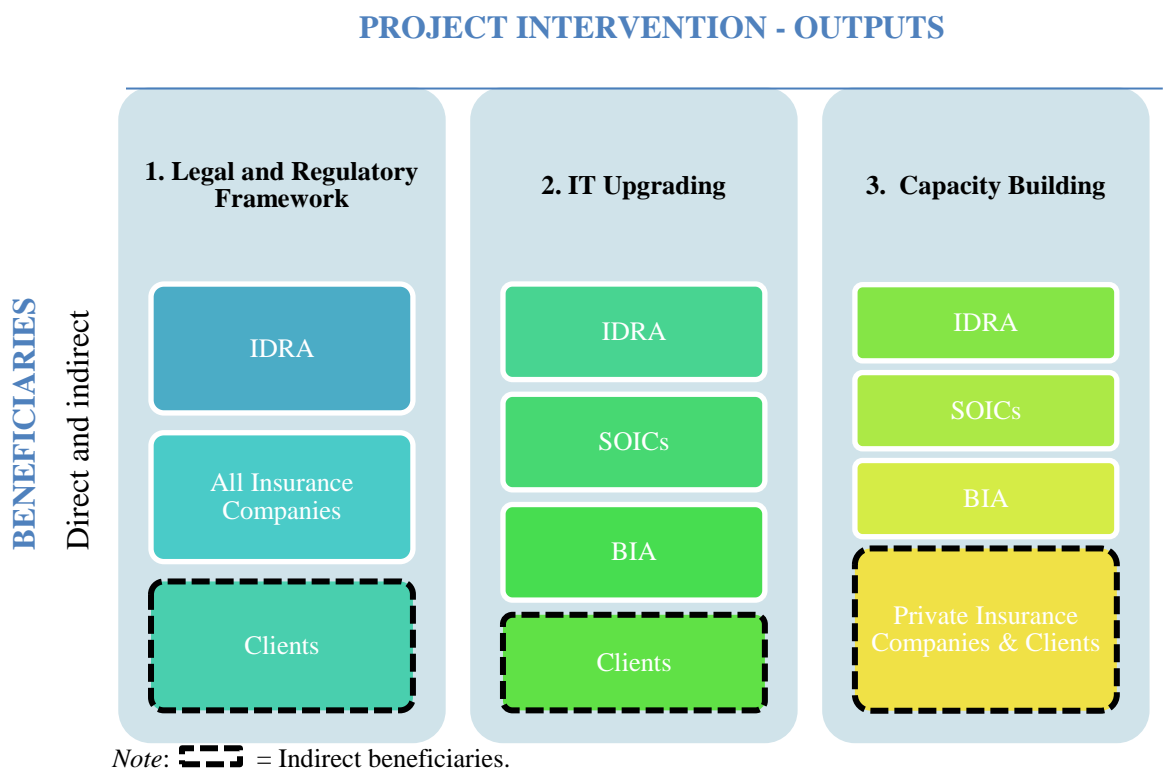 PROJECT INTERVENTION - OUTPUTS
BENEFICIARIES
Direct and indirect
1. Legal and Regulatory
Framework
IDRA
All Insurance
Companies
Clients
2. IT Upgrading
IDRA
SOICs
BIA
Clients
3. Capacity Building
IDRA
SOICs
BIA
Private Insurance
Companies & Clients
Note: = Indirect beneficiaries.